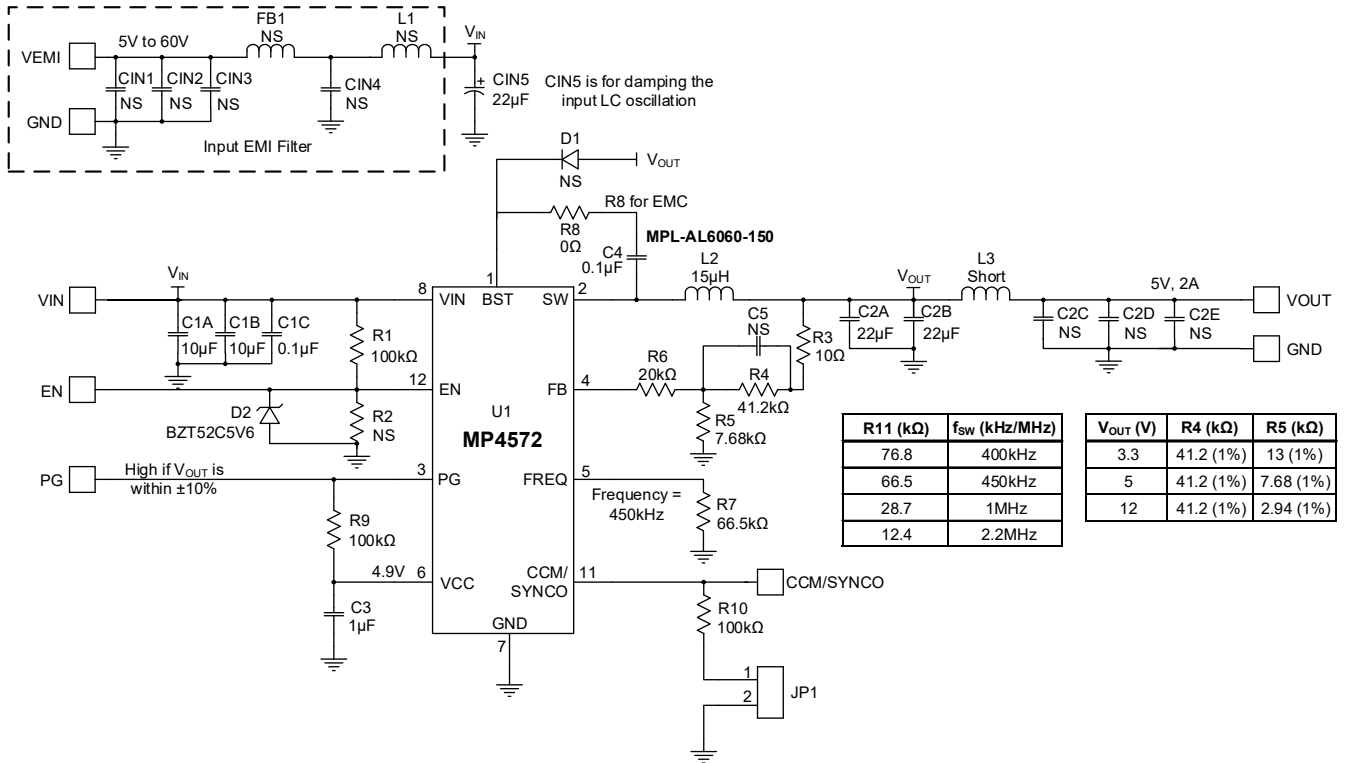 FB1
NS
L1
NS
VIN
VEMI
5V to 60V
CIN1
NS
CIN2
NS
CIN3
NS
CIN4
NS
+
CIN5
22µF
CIN5 is for damping the
input LC oscillation
GND
Input EMI Filter
D1
NS
VOUT
R8 for EMC
R8
0Ω
C4
0.1µF
MPL-AL6060-150
L2
15µH
VIN
VIN
8
VIN
1
BST
SW
2
C1A
10µF
C1B
10µF
C1C
0.1µF
R1
100kΩ
VOUT
L3
Short
5V, 2A
VOUT
C2A
22µF
C2B
22µF
C2C
NS
C2D
NS
C2E
NS
GND
C5
NS
R3
10Ω
EN
12
EN
FB
4
R6
20kΩ
R4
41.2kΩ
R5
7.68kΩ
D2
BZT52C5V6
R2
NS
U1
MP4572
PG
High if VOUT is
within ±10%
3
PG
FREQ
5
Frequency =
450kHz
R7
66.5kΩ
R9
100kΩ
4.9V
6
VCC
CCM/
SYNCO
11
CCM/SYNCO
C3
1µF
R10
100kΩ
GND
7
1
2
JP1
R11 (kΩ) fSW (kHz/MHz)
76.8 400kHz
66.5 450kHz
28.7 1MHz
12.4 2.2MHz
VOUT (V) R4 (kΩ) R5 (kΩ)
3.3 41.2 (1%) 13 (1%)
5 41.2 (1%) 7.68 (1%)
12 41.2 (1%) 2.94 (1%)